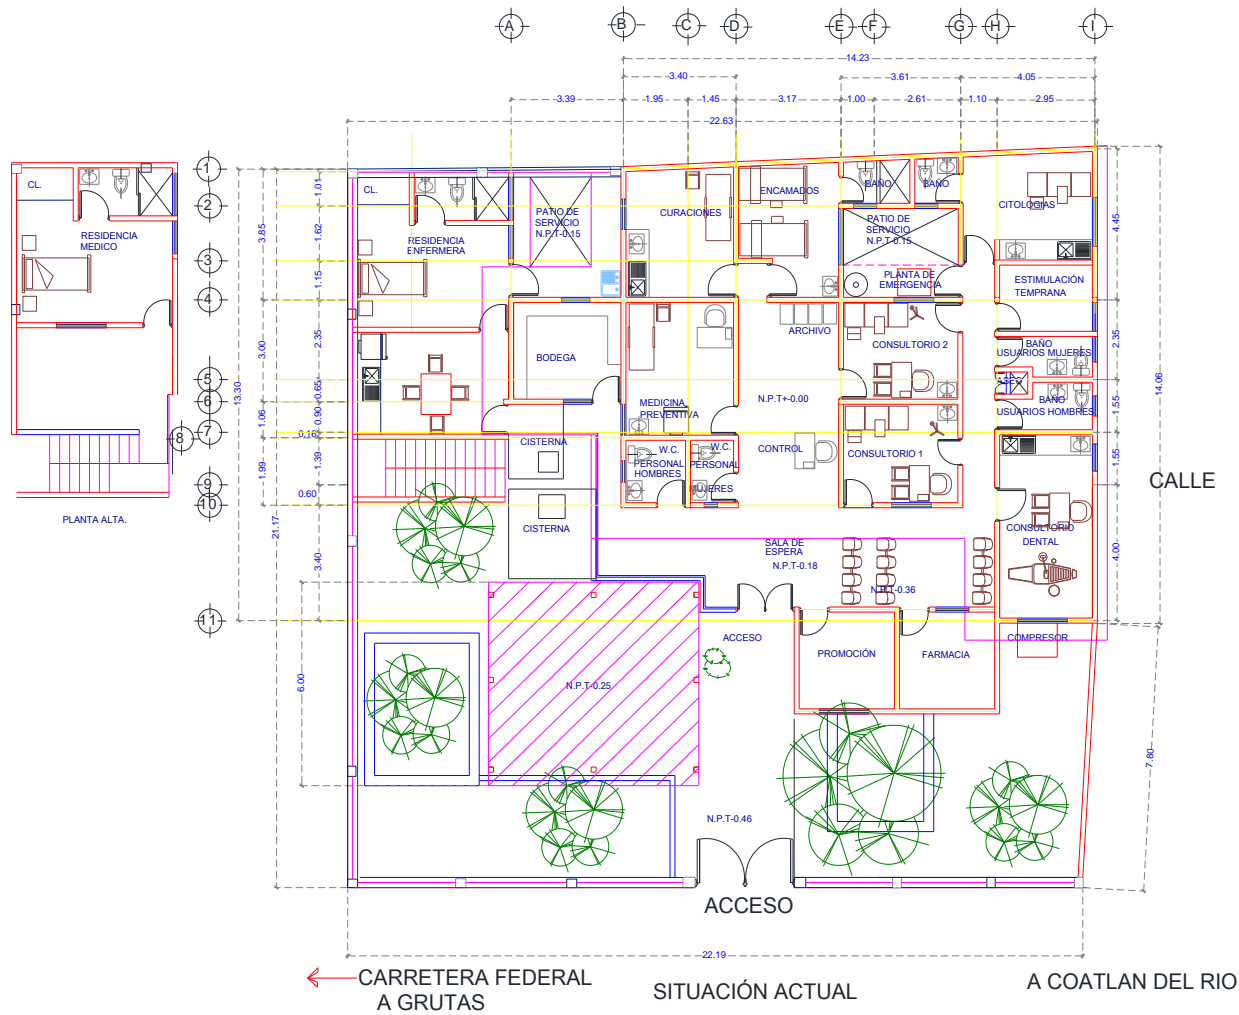 A
B
C
D
E
F
G
H
I
14.23
3.61
4.05
3.40
3.39
1.95
1.45
3.17
1.00
2.61
1.10
2.95
22.63
1
2
3
4
5
6
7
8
9
10
11
1.01
1.62
1.15
2.35
0.65
0.90
0.16
1.39
0.60
3.40
3.85
3.00
1.06
1.99
13.30
21.17
6.00
4.45
2.35
1.55
1.55
4.00
14.06
7.80
22.19
CL.
RESIDENCIA
MEDICO
PLANTA ALTA.
CL.
RESIDENCIA
ENFERMERA
PATIO DE
SERVICIO
N.P.T-0.15
CURACIONES
ENCAMADOS
BAÑO
BAÑO
PATIO DE
SERVICIO
N.P.T-0.15
PLANTA DE
EMERGENCIA
CITOLOGIAS
ESTIMULACIÓN
TEMPRANA
BODEGA
ARCHIVO
CONSULTORIO 2
BAÑO
USUARIOS MUJERES
BAÑO
USUARIOS HOMBRES
MEDICINA
PREVENTIVA
N.P.T+-0.00
CISTERNA
W.C.
PERSONAL
HOMBRES
W.C.
PERSONAL
MUJERES
CONTROL
CONSULTORIO 1
CALLE
CISTERNA
SALA DE
ESPERA
N.P.T-0.18
N.P.T-0.36
CONSULTORIO
DENTAL
ACCESO
PROMOCIÓN
FARMACIA
COMPRESOR
N.P.T-0.25
N.P.T-0.46
ACCESO
CARRETERA FEDERAL
A GRUTAS
SITUACIÓN ACTUAL
A COATLAN DEL RIO